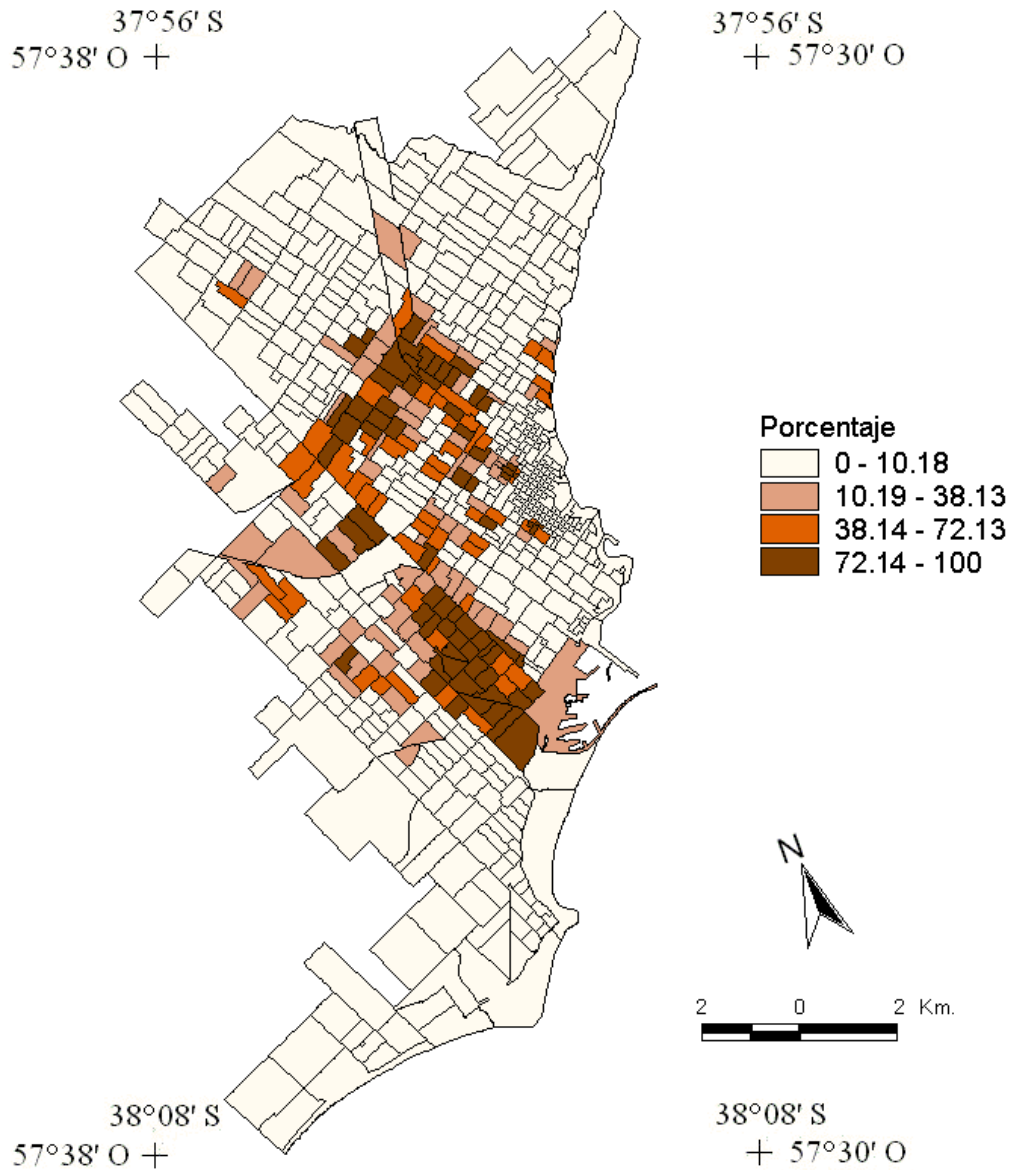 37°56' S
57°38' O
37°56' S
57°30' O
Porcentaje
0 - 10.18
10.19 - 38.13
38.14 - 72.13
72.14 - 100
N
2 0 2 Km.
38°08' S
57°38' O
38°08' S
57°30' O